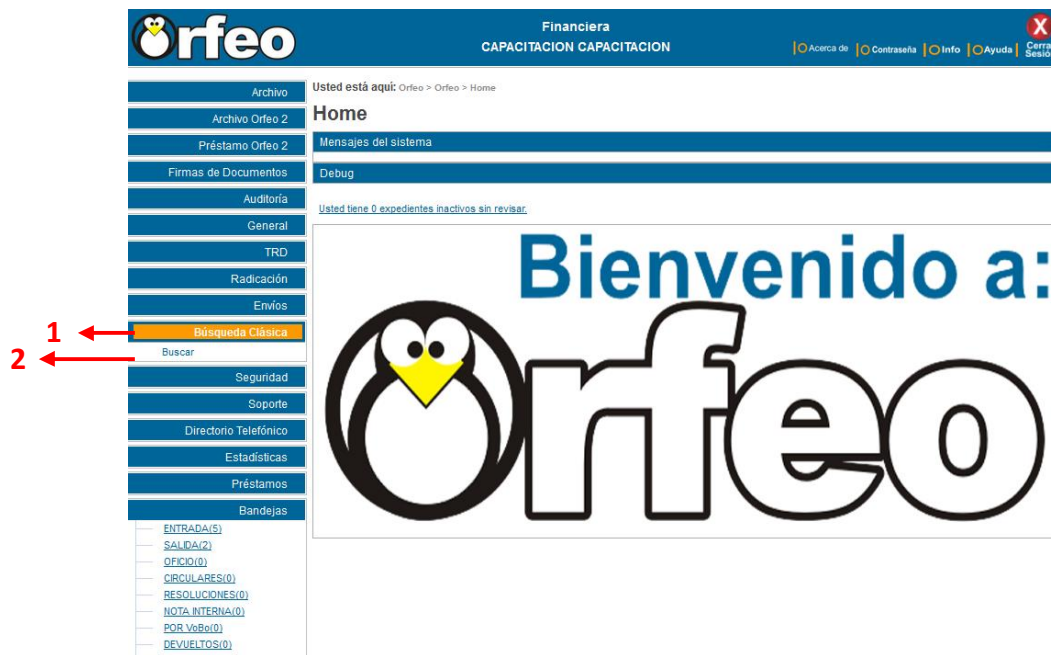 Orfeo
Financiera
CAPACITACION CAPACITACION
Acerca de
Contraseña
Info
Ayuda
X
Usted está aquí: Orfeo > Orfeo > Home
Home
Mensajes del sistema
Debug
Usted tiene 0 expedientes inactivos sin revisar.
Bienvenido a:
Orfeo
Archivo
Archivo Orfeo 2
Préstamo Orfeo 2
Firmas de Documentos
Auditoría
General
TRD
Radicación
Envíos
1
Búsqueda Clásica
2
Buscar
Seguridad
Soporte
Directorio Telefónico
Estadísticas
Préstamos
Bandejas
ENTRADA(5)
SALIDA(2)
OFICIO(0)
CIRCULARES(0)
RESOLUCIONES(0)
NOTA INTERNA(0)
POR VoBo(0)
DEVUELTOS(0)